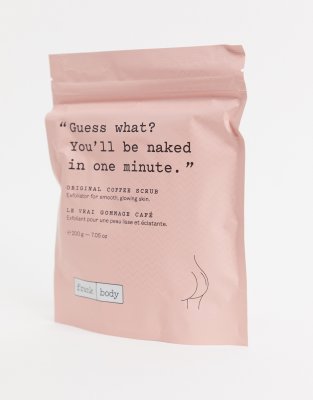 “Guess what?
You’ll be naked
in one minute.”
ORIGINAL COFFEE SCRUB
Exfoliator for smooth, glowing skin.
LE VRAI GOMMAGE CAFÉ
Exfoliant pour une peau lisse et éclatante.
℮ 200 g — 7.05 oz
frank body